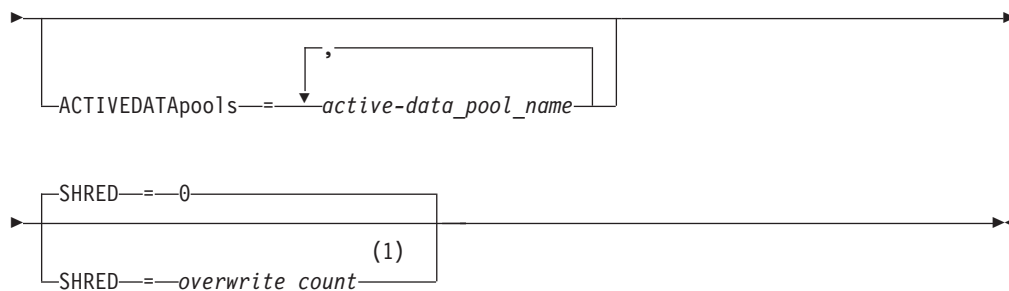 ,
ACTIVEDATApools = active-data_pool_name
SHRED = 0
(1)
SHRED = overwrite count